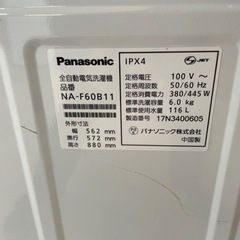 Panasonic
全自動電気洗濯機
品番
NA-F60B11
外形寸法
幅 562 mm
奥行 572 mm
高さ 880 mm
IPX4
JET
定格電圧 100 V ~
定格周波数 50/60 Hz
定格消費電力 380/445 W
標準洗濯容量 6.0 kg
標準使用水量 116 L
製造番号 17N3400605
パナソニック株式会社
中国製